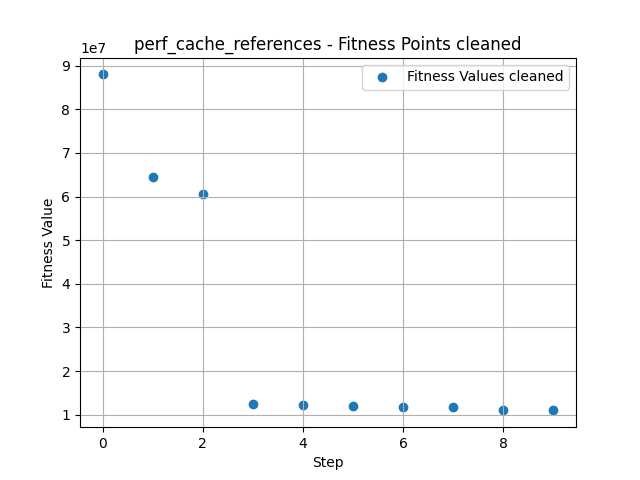 perf_cache_references - Fitness Points cleaned
1e7
Fitness Values cleaned
9
8
7
6
5
4
3
2
1
Fitness Value
0 2 4 6 8
Step